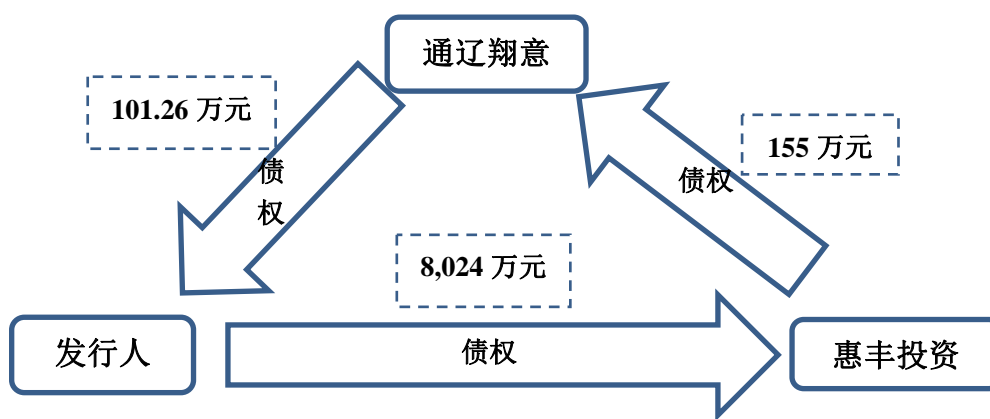 通辽翔意
101.26 万元
155 万元
债
权
债权
8,024 万元
发行人
债权
惠丰投资